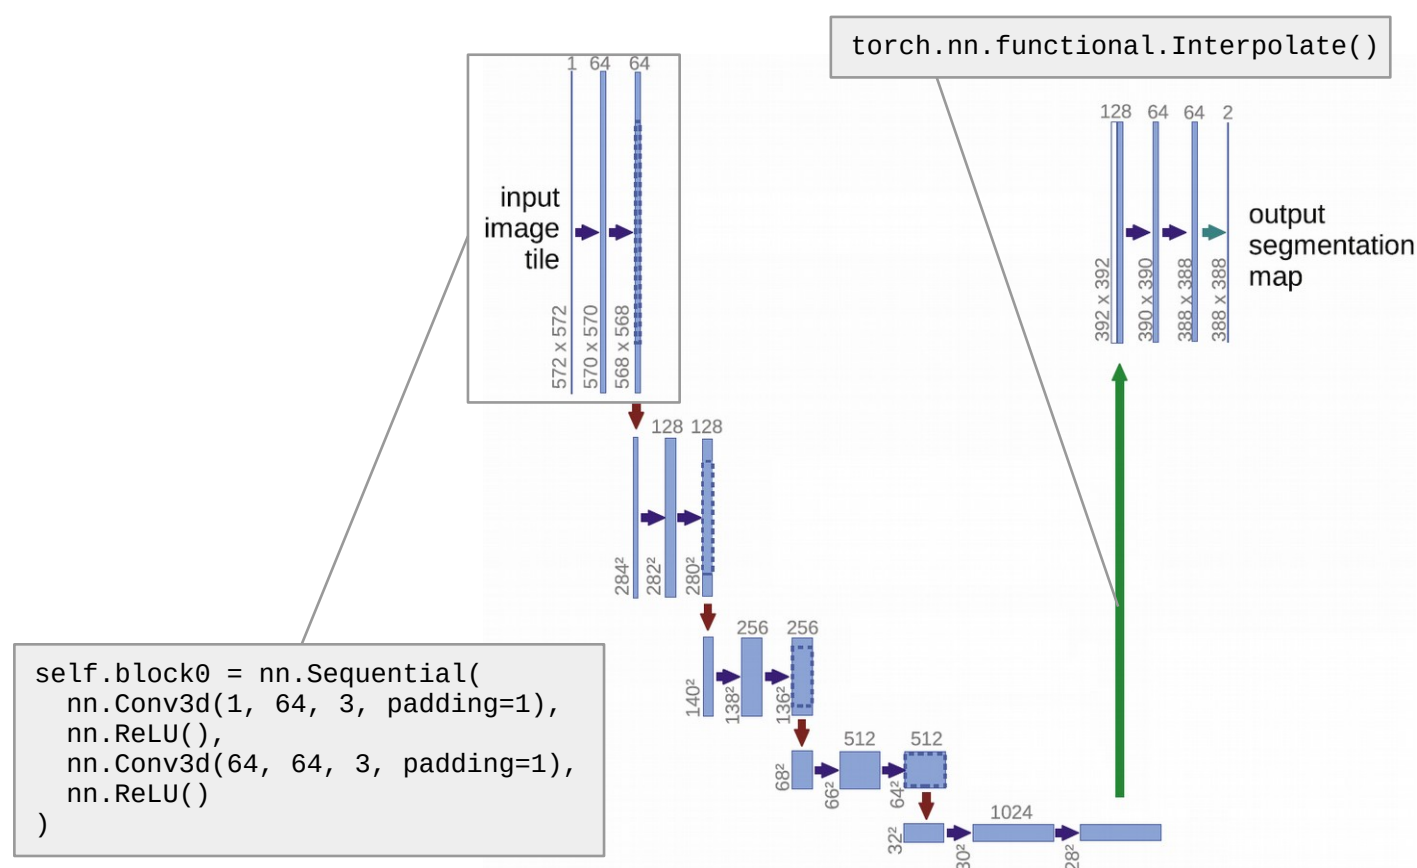 torch.nn.functional.Interpolate()
1 64 64
input
image
tile
572 x 572
570 x 570
568 x 568
128 64 64 2
output
segmentation
map
392 x 392
390 x 390
388 x 388
388 x 388
128 128
284²
282²
280²
256 256
140²
138²
136²
512 512
68²
66²
64²
1024
32²
30²
28²
self.block0 = nn.Sequential(
  nn.Conv3d(1, 64, 3, padding=1),
  nn.ReLU(),
  nn.Conv3d(64, 64, 3, padding=1),
  nn.ReLU()
)